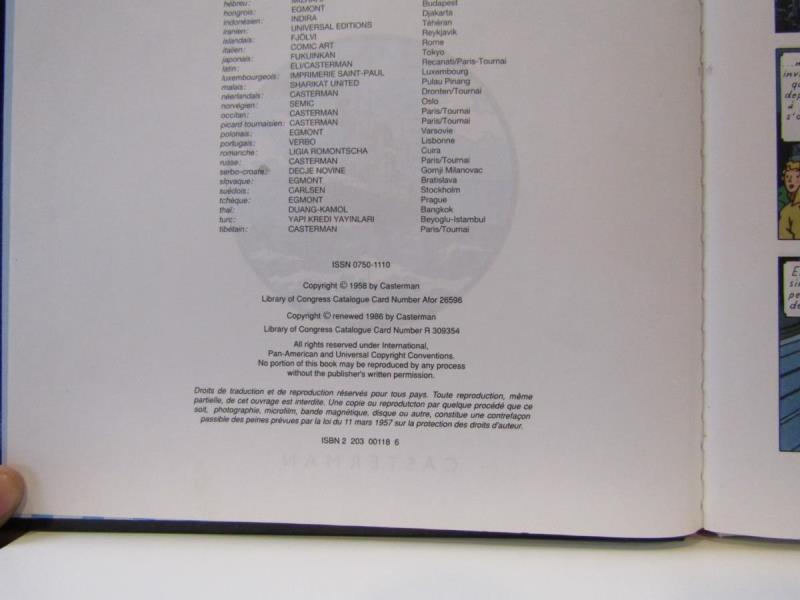 hébreu:
hongrois: EGMONT Budapest
indonésien: INDIRA Djakarta
iranien: UNIVERSAL EDITIONS Téhéran
islandais: FJÖLVI Reykjavik
italien: COMIC ART Rome
japonais: FUKUINKAN Tokyo
latin: ELI/CASTERMAN Recanati/Paris-Tournai
luxembourgeois: IMPRIMERIE SAINT-PAUL Luxembourg
malais: SHARIKAT UNITED Pulau Pinang
néerlandais: CASTERMAN Dronten/Tournai
norvégien: SEMIC Oslo
occitan: CASTERMAN Paris/Tournai
picard tournaisien: CASTERMAN Paris/Tournai
polonais: EGMONT Varsovie
portugais: VERBO Lisbonne
romanche: LIGIA ROMONTSCHA Cuira
russe: CASTERMAN Paris/Tournai
serbo-croate: DECJE NOVINE Gornji Milanovac
slovaque: EGMONT Bratislava
suédois: CARLSEN Stockholm
tchèque: EGMONT Prague
thaï: DUANG-KAMOL Bangkok
turc: YAPI KREDI YAYINLARI Beyoglu-Istambul
tibétain: CASTERMAN Paris/Tournai
ISSN 0750-1110
Copyright © 1958 by Casterman
Library of Congress Catalogue Card Number Afor 26596
Copyright © renewed 1986 by Casterman
Library of Congress Catalogue Card Number R 309354
All rights reserved under International,
Pan-American and Universal Copyright Conventions.
No portion of this book may be reproduced by any process
without the publisher's written permission.
Droits de traduction et de reproduction réservés pour tous pays. Toute reproduction, même
partielle, de cet ouvrage est interdite. Une copie ou reproduction par quelque procédé que ce
soit, photographie, microfilm, bande magnétique, disque ou autre, constitue une contrefaçon
passible des peines prévues par la loi du 11 mars 1957 sur la protection des droits d'auteur.
ISBN 2 203 00118 6